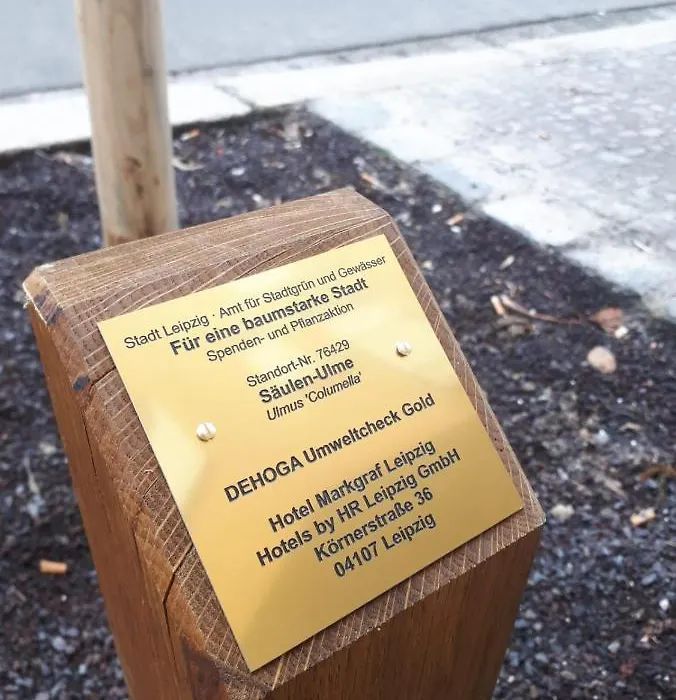 Stadt Leipzig · Amt für Stadtgrün und Gewässer
Für eine baumstarke Stadt
Spenden- und Pflanzaktion
Standort-Nr. 76429
Säulen-Ulme
Ulmus 'Columella'
DEHOGA Umweltcheck Gold
Hotel Markgraf Leipzig
Hotels by HR Leipzig GmbH
Körnerstraße 36
04107 Leipzig